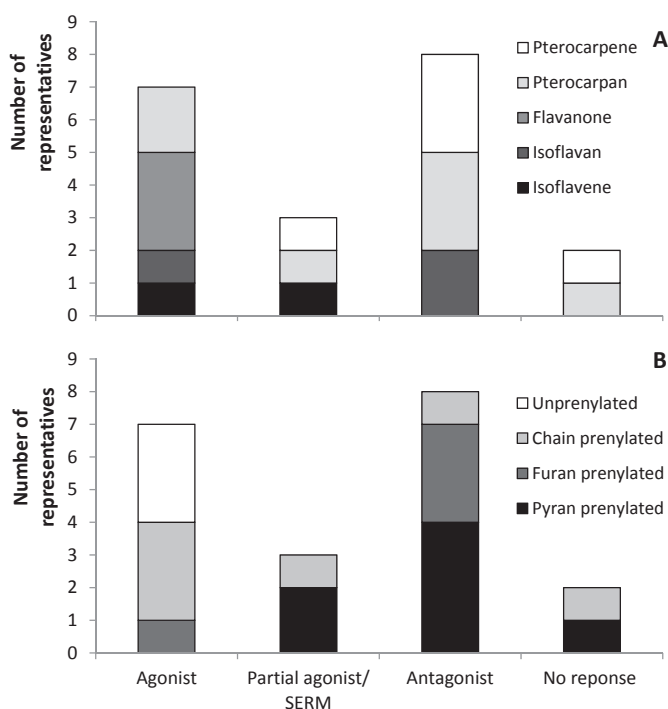 A
Number of
representatives
9
8
7
6
5
4
3
2
1
0
Pterocarpene
Pterocarpan
Flavanone
Isoflavan
Isoflavene
B
Number of
representatives
9
8
7
6
5
4
3
2
1
0
Unprenylated
Chain prenylated
Furan prenylated
Pyran prenylated
Agonist
Partial agonist/
SERM
Antagonist
No reponse